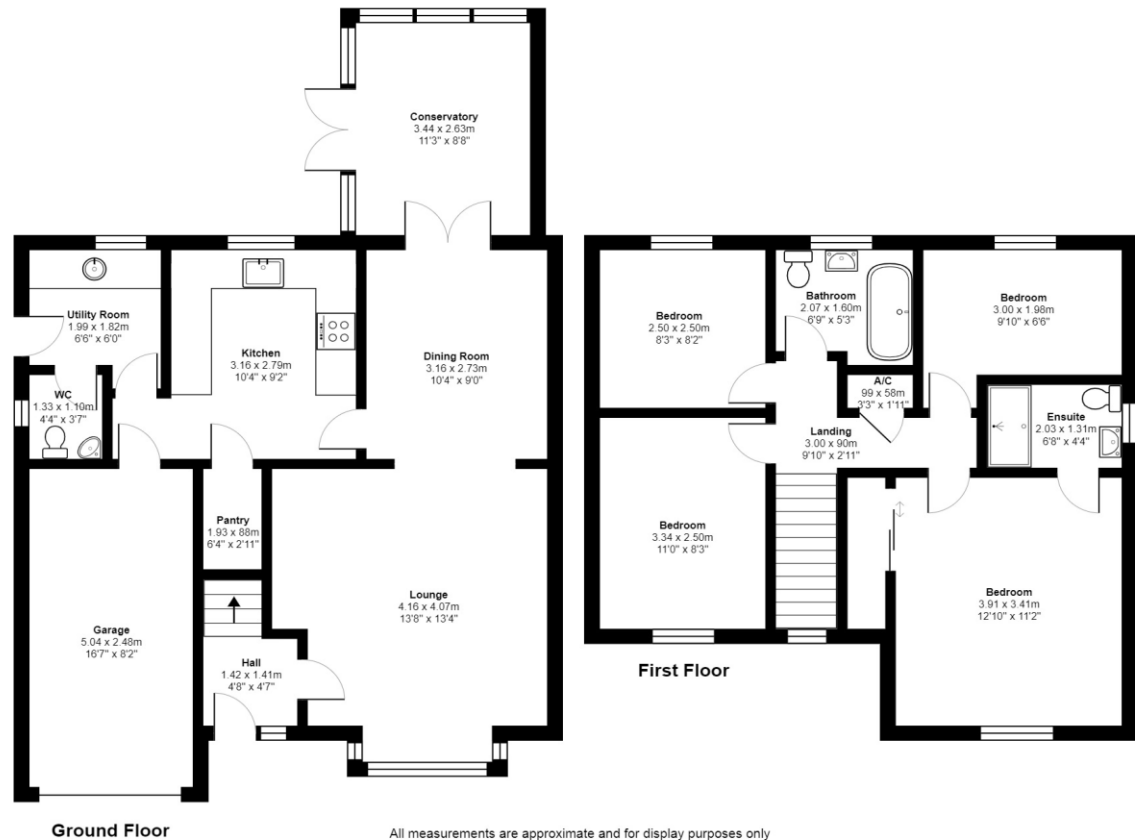 Conservatory
3.44 x 2.63m
11'3" x 8'8"
Utility Room
1.99 x 1.82m
6'6" x 6'0"
Kitchen
3.16 x 2.79m
10'4" x 9'2"
Dining Room
3.16 x 2.73m
10'4" x 9'0"
WC
1.33 x 1.10m
4'4" x 3'7"
Pantry
1.93 x 88m
6'4" x 2'11"
Lounge
4.16 x 4.07m
13'8" x 13'4"
Garage
5.04 x 2.48m
16'7" x 8'2"
Hall
1.42 x 1.41m
4'8" x 4'7"
Ground Floor
Bedroom
2.50 x 2.50m
8'3" x 8'2"
Bathroom
2.07 x 1.60m
6'9" x 5'3"
Bedroom
3.00 x 1.98m
9'10" x 6'6"
A/C
99 x 58m
3'3" x 1'11"
Ensuite
2.03 x 1.31m
6'8" x 4'4"
Landing
3.00 x 90m
9'10" x 2'11"
Bedroom
3.34 x 2.50m
11'0" x 8'3"
Bedroom
3.91 x 3.41m
12'10" x 11'2"
First Floor
All measurements are approximate and for display purposes only